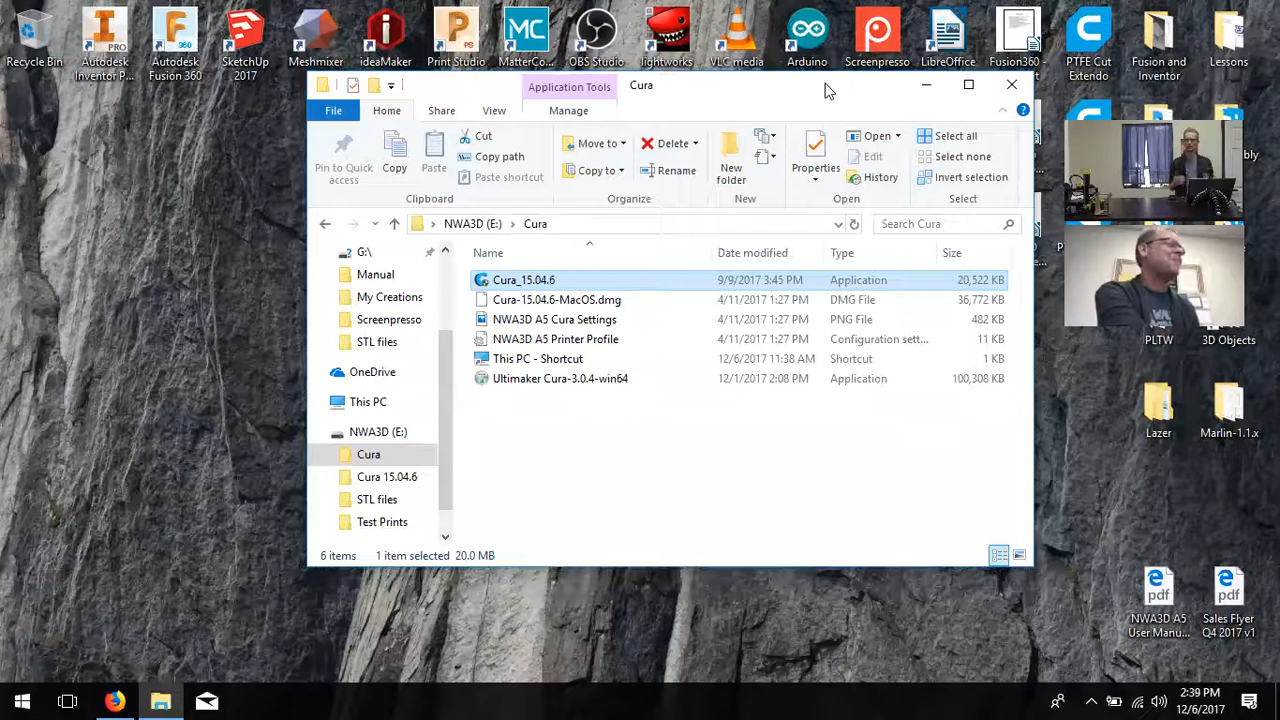 Recycle Bin
Autodesk
Inventor P...
Autodesk
Fusion 360
SketchUp
2017
Meshmixer
ideaMaker
Print Studio
MatterCo...
OBS Studio
lightworks
VLC media
Arduino
Screenpresso
LibreOffice
Fusion360-...
PTFE Cut
Extendo
Fusion and
Inventor
Lessons
PRO
360
PS
MC
Application Tools
Cura
File
Home
Share
View
Manage
Pin to Quick
access
Copy
Paste
Cut
Copy path
Paste shortcut
Clipboard
Move to
Copy to
Delete
Rename
Organize
New
folder
New
Properties
Open
Edit
History
Open
Select all
Select none
Invert selection
Select
NWA3D (E:)
Cura
Search Cura
G:\
Manual
My Creations
Screenpresso
STL files
OneDrive
This PC
NWA3D (E:)
Cura
Cura 15.04.6
STL files
Test Prints
Name Date modified Type Size
Cura_15.04.6 9/9/2017 3:45 PM Application 20,522 KB
Cura-15.04.6-MacOS.dmg 4/11/2017 1:27 PM DMG File 36,772 KB
NWA3D A5 Cura Settings 4/11/2017 1:27 PM PNG File 482 KB
NWA3D A5 Printer Profile 4/11/2017 1:27 PM Configuration sett... 11 KB
This PC - Shortcut 12/6/2017 11:38 AM Shortcut 1 KB
Ultimaker Cura-3.0.4-win64 12/1/2017 2:08 PM Application 100,308 KB
6 items 1 item selected 20.0 MB
bly
PLTW
3D Objects
Lazer
Marlin-1.1.x
pdf
pdf
NWA3D A5
User Manu...
Sales Flyer
Q4 2017 v1
2:39 PM
12/6/2017